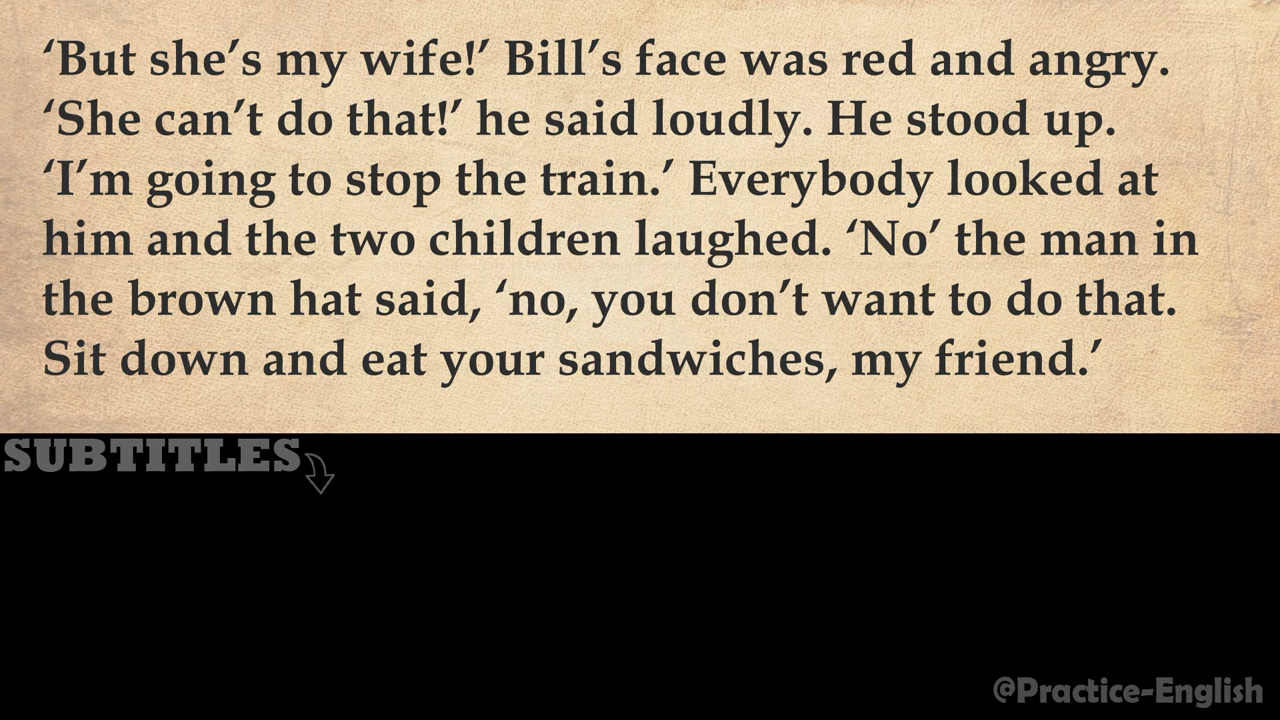 ‘But she’s my wife!’ Bill’s face was red and angry.
‘She can’t do that!’ he said loudly. He stood up.
‘I’m going to stop the train.’ Everybody looked at
him and the two children laughed. ‘No’ the man in
the brown hat said, ‘no, you don’t want to do that.
Sit down and eat your sandwiches, my friend.’
SUBTITLES
@Practice-English